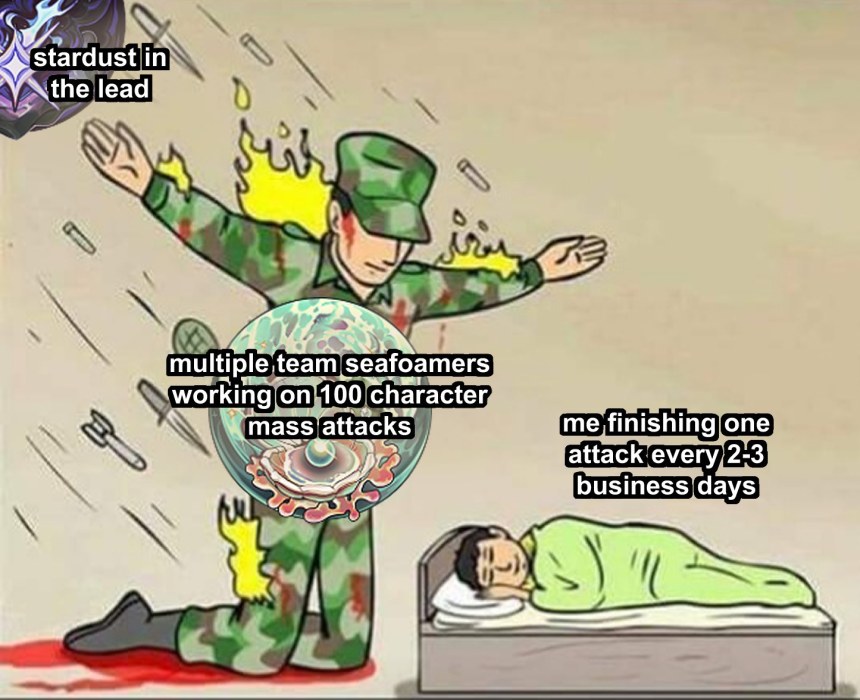 stardust in
the lead
multiple team seafoamers
working on 100 character
mass attacks
me finishing one
attack every 2-3
business days